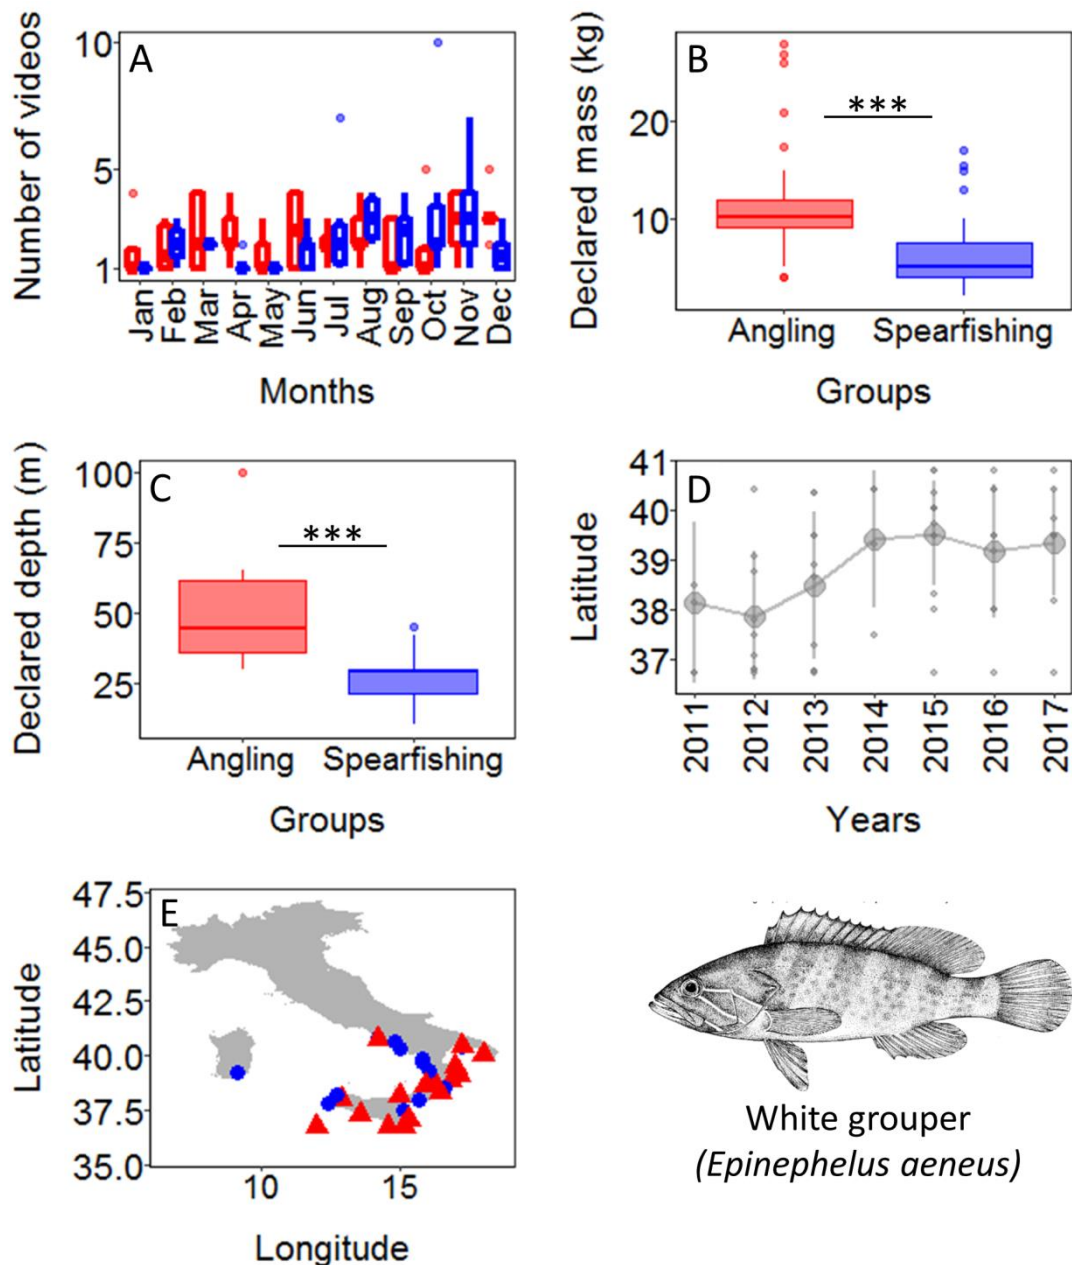 A
Number of videos
10
5
1
Jan
Feb
Mar
Apr
May
Jun
Jul
Aug
Sep
Oct
Nov
Dec
Months
B
Declared mass (kg)
20
10
***
Angling
Spearfishing
Groups
C
Declared depth (m)
100
75
50
25
***
Angling
Spearfishing
Groups
D
Latitude
41
40
39
38
37
2011
2012
2013
2014
2015
2016
2017
Years
E
Latitude
47.5
45.0
42.5
40.0
37.5
35.0
10
15
Longitude
White grouper
(Epinephelus aeneus)